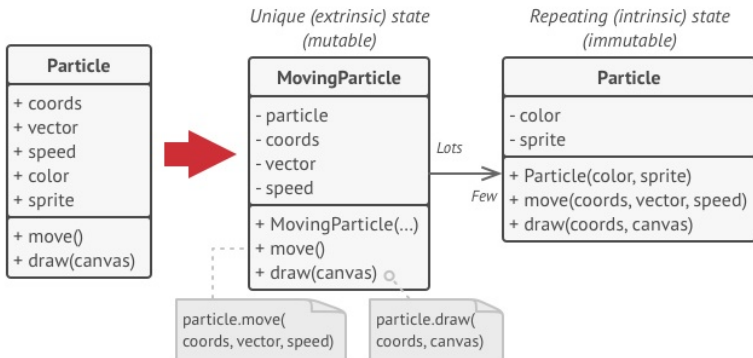 Unique (extrinsic) state
(mutable)
Repeating (intrinsic) state
(immutable)
Particle
+ coords
+ vector
+ speed
+ color
+ sprite
+ move()
+ draw(canvas)
MovingParticle
- particle
- coords
- vector
- speed
+ MovingParticle(...)
+ move()
+ draw(canvas)
Lots
Few
Particle
- color
- sprite
+ Particle(color, sprite)
+ move(coords, vector, speed)
+ draw(coords, canvas)
particle.move(
coords, vector, speed)
particle.draw(
coords, canvas)